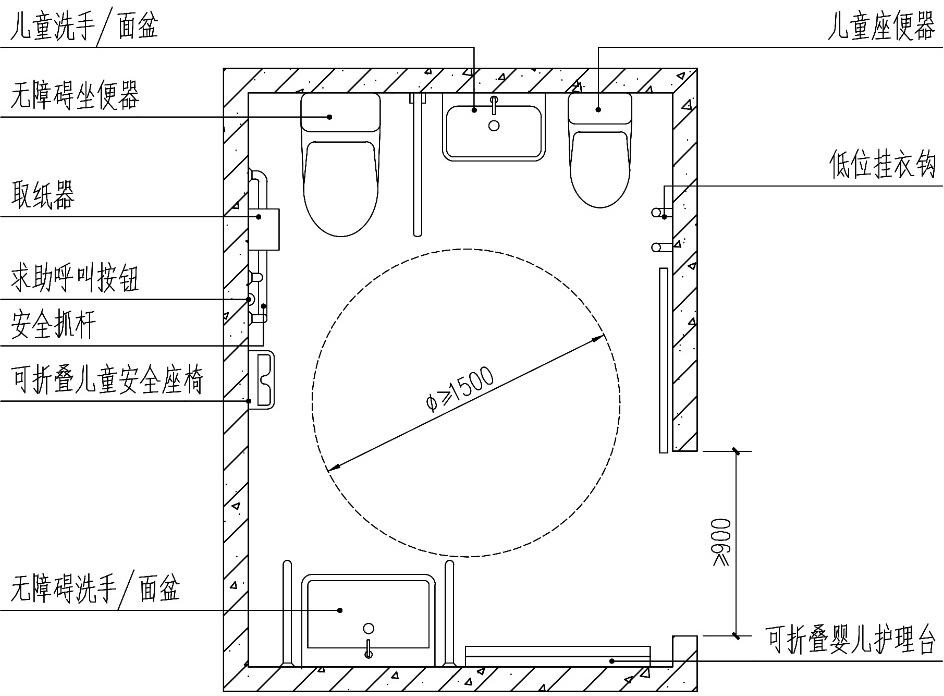 儿童洗手/面盆
儿童座便器
无障碍坐便器
低位挂衣钩
取纸器
求助呼叫按钮
安全抓杆
可折叠儿童安全座椅
φ≥1500
≥900
无障碍洗手/面盆
可折叠婴儿护理台